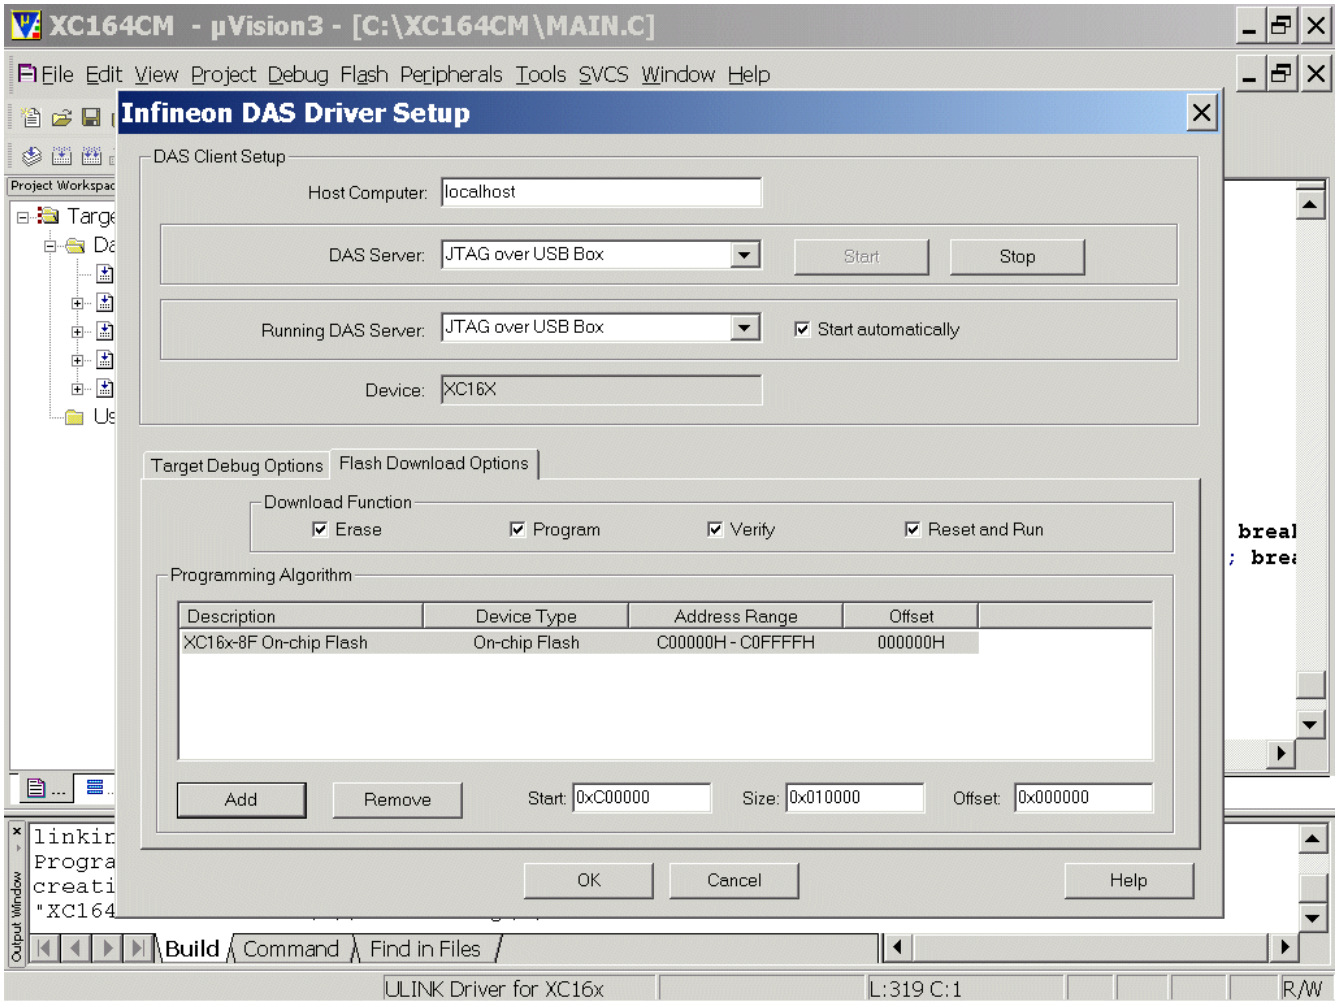 XC164CM - µVision3 - [C:\XC164CM\MAIN.C]
File Edit View Project Debug Flash Peripherals Tools SVCS Window Help
Infineon DAS Driver Setup
DAS Client Setup
Project Workspac
Host Computer: localhost
Targe
DAS Server: JTAG over USB Box Start Stop
Da
Running DAS Server: JTAG over USB Box Start automatically
Device: XC16X
Us
Target Debug Options Flash Download Options
Download Function
Erase Program Verify Reset and Run
break
; brea
Programming Algorithm
Description Device Type Address Range Offset
XC16x-8F On-chip Flash On-chip Flash C00000H - C0FFFFH 000000H
...
Add Remove Start: 0xC00000 Size: 0x010000 Offset: 0x000000
linkin
Progra
creati
"XC164
OK Cancel Help
Output Window
Build Command Find in Files
ULINK Driver for XC16x L:319 C:1 R/W